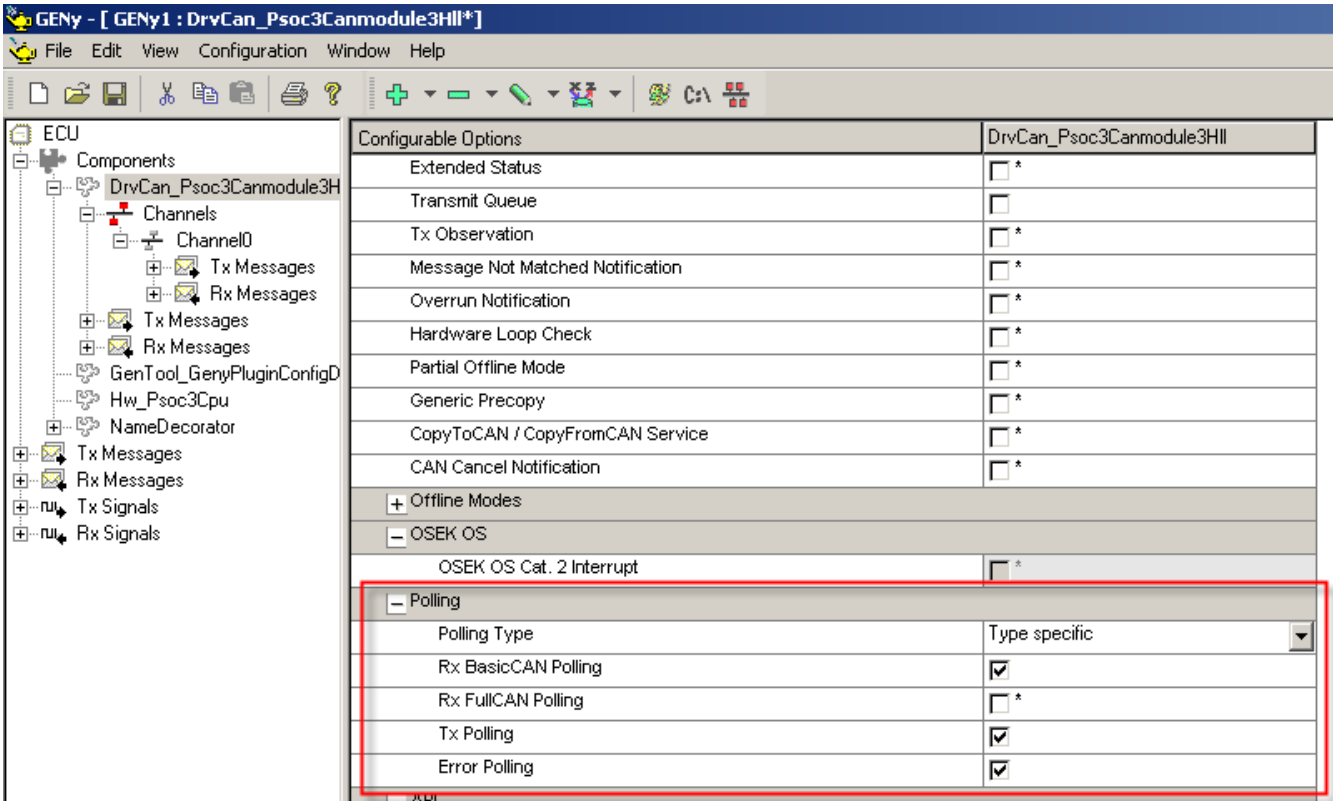 GENy - [ GENy1 : DrvCan_Psoc3Canmodule3Hll*]
File Edit View Configuration Window Help
C:\
ECU
Components
DrvCan_Psoc3Canmodule3H
Channels
Channel0
Tx Messages
Rx Messages
Tx Messages
Rx Messages
GenTool_GenyPluginConfigD
Hw_Psoc3Cpu
NameDecorator
Tx Messages
Rx Messages
Tx Signals
Rx Signals
Configurable Options DrvCan_Psoc3Canmodule3Hll
Extended Status *
Transmit Queue
Tx Observation *
Message Not Matched Notification *
Overrun Notification *
Hardware Loop Check *
Partial Offline Mode *
Generic Precopy *
CopyToCAN / CopyFromCAN Service *
CAN Cancel Notification *
Offline Modes
OSEK OS
OSEK OS Cat. 2 Interrupt *
Polling
Polling Type Type specific
Rx BasicCAN Polling
Rx FullCAN Polling *
Tx Polling
Error Polling